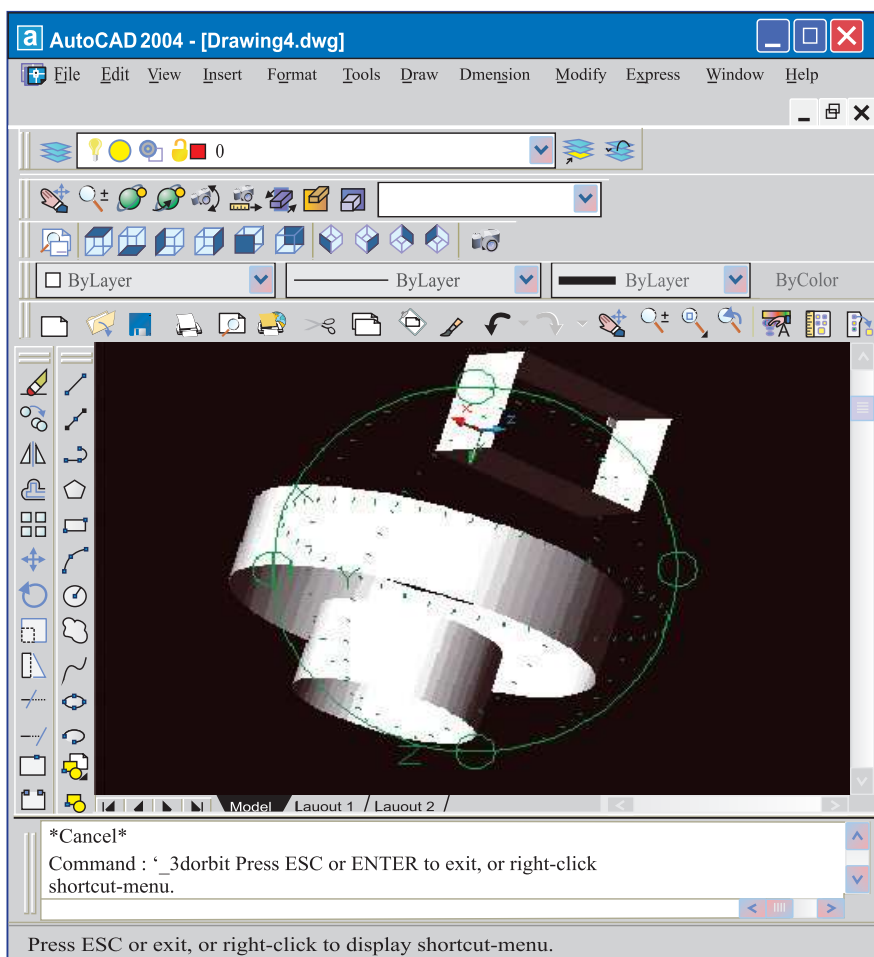 a AutoCAD 2004 - [Drawing4.dwg]
File Edit View Insert Format Tools Draw Dmension Modify Express Window Help
0
ByLayer ByLayer ByLayer ByColor
X Z
X
Y
Z
Model Lauout 1 Lauout 2
*Cancel*
Command : ‘_3dorbit Press ESC or ENTER to exit, or right-click
shortcut-menu.
Press ESC or exit, or right-click to display shortcut-menu.